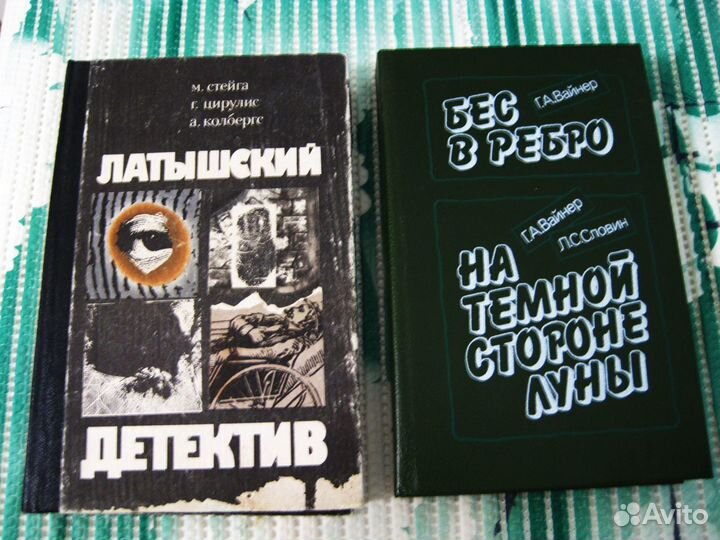 м. стейга
г. цирулис
а. колбергс
ЛАТЫШСКИЙ
ДЕТЕКТИВ
Г.А.Вайнер
БЕС
В РЕБРО
Г.А.Вайнер
Л.С.Словин
НА
ТЕМНОЙ
СТОРОНЕ
ЛУНЫ
Avito